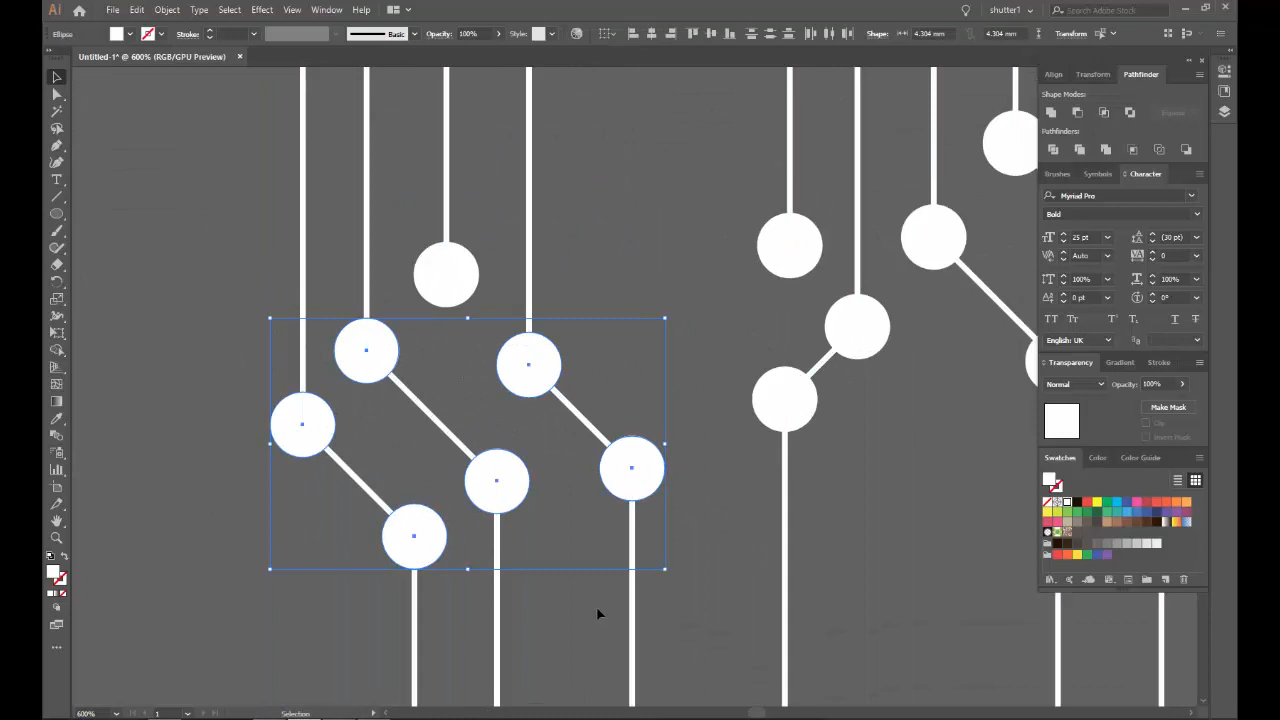 Ai File Edit Object Type Select Effect View Window Help shutter1 Search Adobe Stock
Ellipse Stroke: Basic Opacity: 100% Style: Shape: 4.304 mm 4.304 mm Transform
Untitled-1* @ 600% (RGB/GPU Preview)
Align Transform Pathfinder
Shape Modes:
Expand
Pathfinders:
Brushes Symbols Character
Myriad Pro
Bold
25 pt (30 pt)
Auto 0
100% 100%
0 pt 0°
English: UK
Transparency Gradient Stroke
Normal Opacity: 100%
Make Mask
Clip
Invert Mask
Swatches Color Color Guide
600% 1 Selection